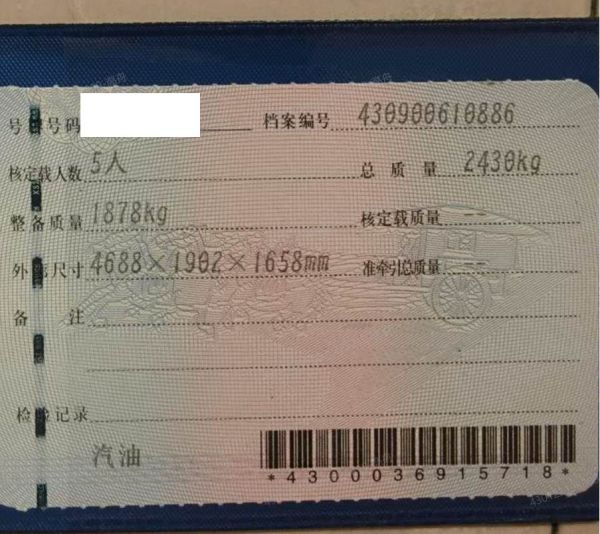 号牌号码 档案编号 430900610886
核定载人数 5人 总质量 2430kg
整备质量 1878kg 核定载质量 --
外廓尺寸 4688×1902×1658mm 准牵引总质量 --
备注
检验记录
汽油
*4300036915718*